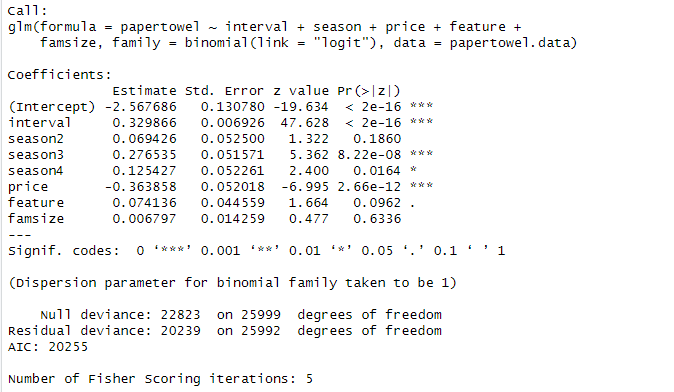 Call:
glm(formula = papertowel ~ interval + season + price + feature +
    famsize, family = binomial(link = "logit"), data = papertowel.data)

Coefficients:
             Estimate Std. Error z value Pr(>|z|)
(Intercept) -2.567686   0.130780 -19.634  < 2e-16 ***
interval     0.329866   0.006926  47.628  < 2e-16 ***
season2      0.069426   0.052500   1.322   0.1860
season3      0.276535   0.051571   5.362 8.22e-08 ***
season4      0.125427   0.052261   2.400   0.0164 *
price       -0.363858   0.052018  -6.995 2.66e-12 ***
feature      0.074136   0.044559   1.664   0.0962 .
famsize      0.006797   0.014259   0.477   0.6336
---
Signif. codes:  0 ‘***’ 0.001 ‘**’ 0.01 ‘*’ 0.05 ‘.’ 0.1 ‘ ’ 1

(Dispersion parameter for binomial family taken to be 1)

    Null deviance: 22823  on 25999  degrees of freedom
Residual deviance: 20239  on 25992  degrees of freedom
AIC: 20255

Number of Fisher Scoring iterations: 5